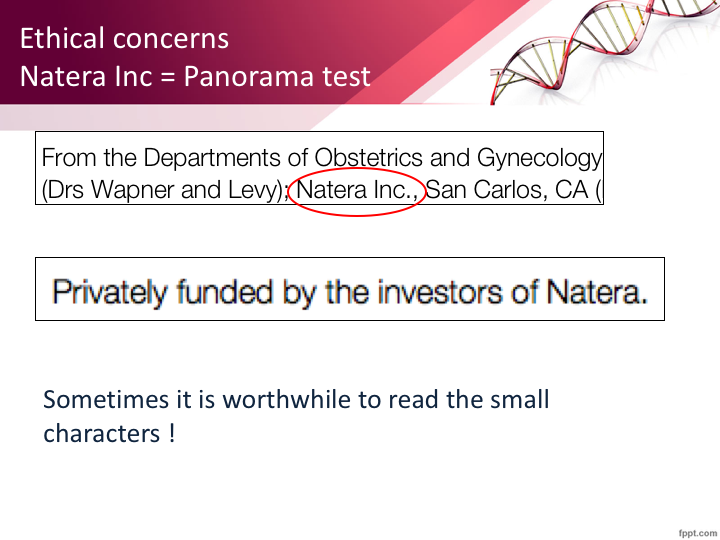 Ethical concerns
Natera Inc = Panorama test
From the Departments of Obstetrics and Gynecology
(Drs Wapner and Levy); Natera Inc., San Carlos, CA (
Privately funded by the investors of Natera.
Sometimes it is worthwhile to read the small
characters !
fppt.com